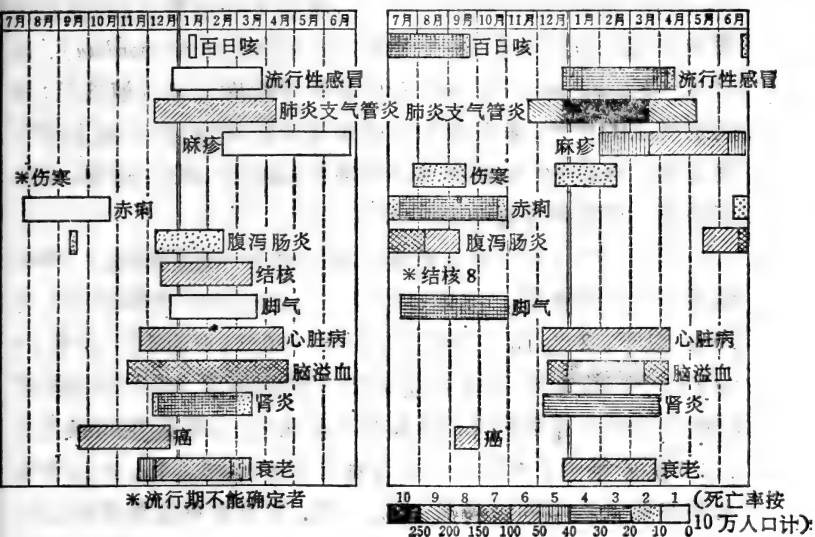 7月 8月 9月 10月 11月 12月 1月 2月 3月 4月 5月 6月
百日咳
流行性感冒
肺炎支气管炎
麻疹
*伤寒
赤痢
腹泻肠炎
结核
脚气
心脏病
脑溢血
肾炎
癌
衰老
*流行期不能确定者
7月 8月 9月 10月 11月 12月 1月 2月 3月 4月 5月 6月
百日咳
流行性感冒
肺炎支气管炎
麻疹
伤寒
赤痢
腹泻肠炎
*结核8
脚气
心脏病
脑溢血
肾炎
癌
衰老
10 9 8 7 6 5 4 3 2 1
250 200 150 100 60 50 40 30 20 10 0
(死亡率按
10万人口计):